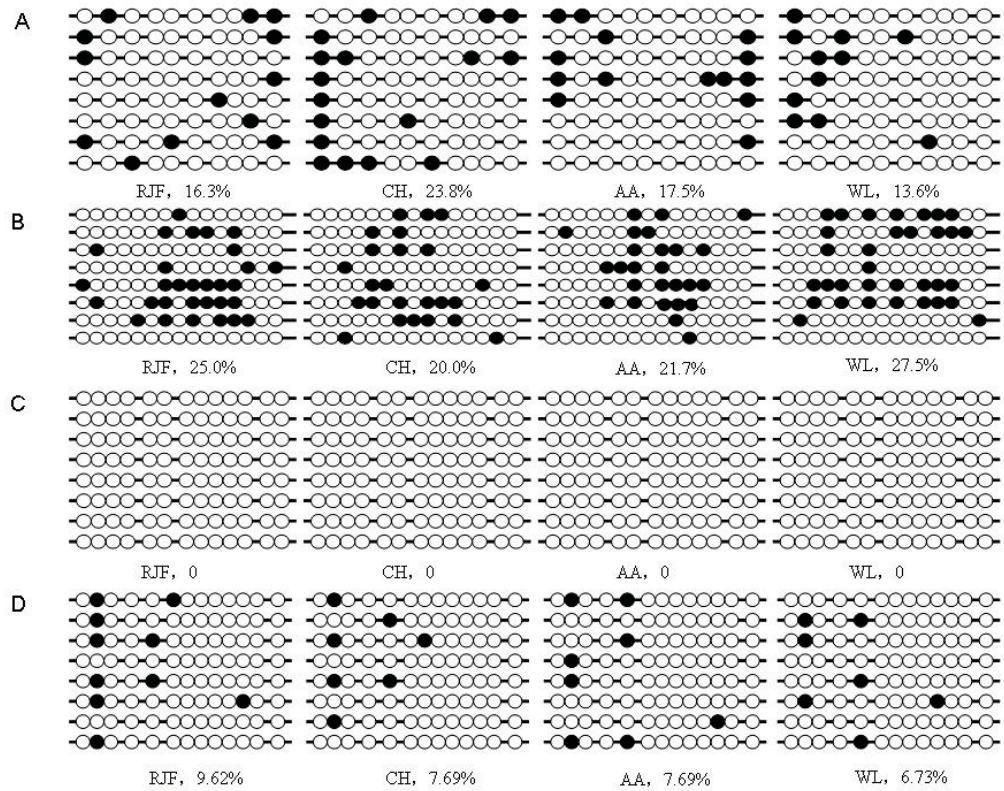 A
RJF, 16.3% CH, 23.8% AA, 17.5% WL, 13.6%
B
RJF, 25.0% CH, 20.0% AA, 21.7% WL, 27.5%
C
RJF, 0 CH, 0 AA, 0 WL, 0
D
RJF, 9.62% CH, 7.69% AA, 7.69% WL, 6.73%